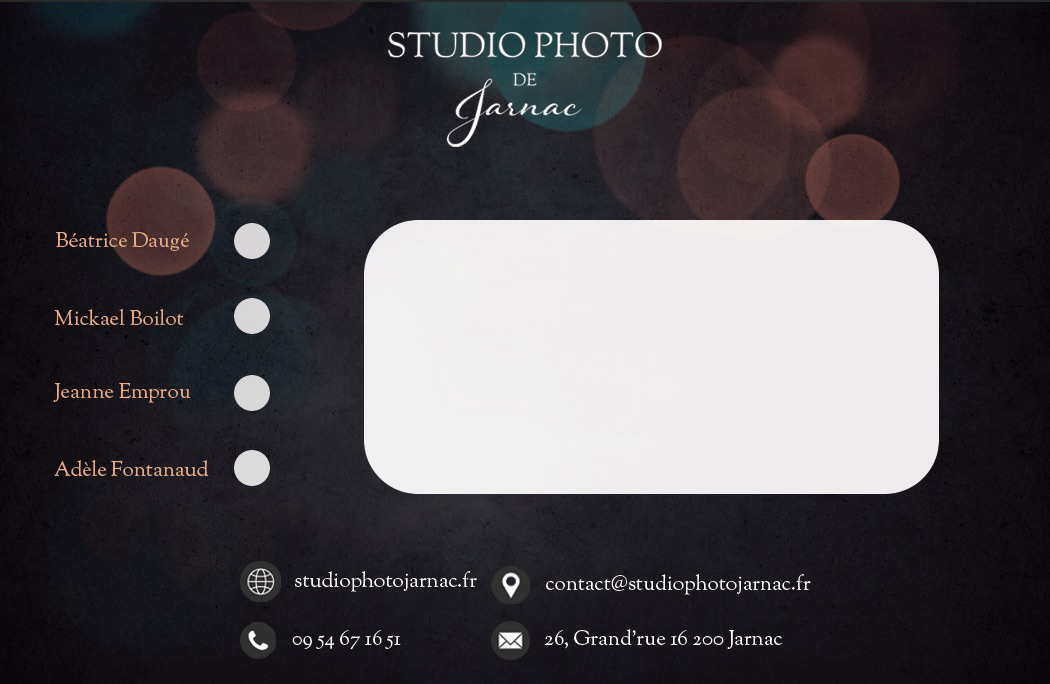 STUDIO PHOTO
DE
Jarnac
Béatrice Daugé
Mickael Boilot
Jeanne Emprou
Adèle Fontanaud
studiophotojarnac.fr
contact@studiophotojarnac.fr
09 54 67 16 51
26, Grand'rue 16 200 Jarnac